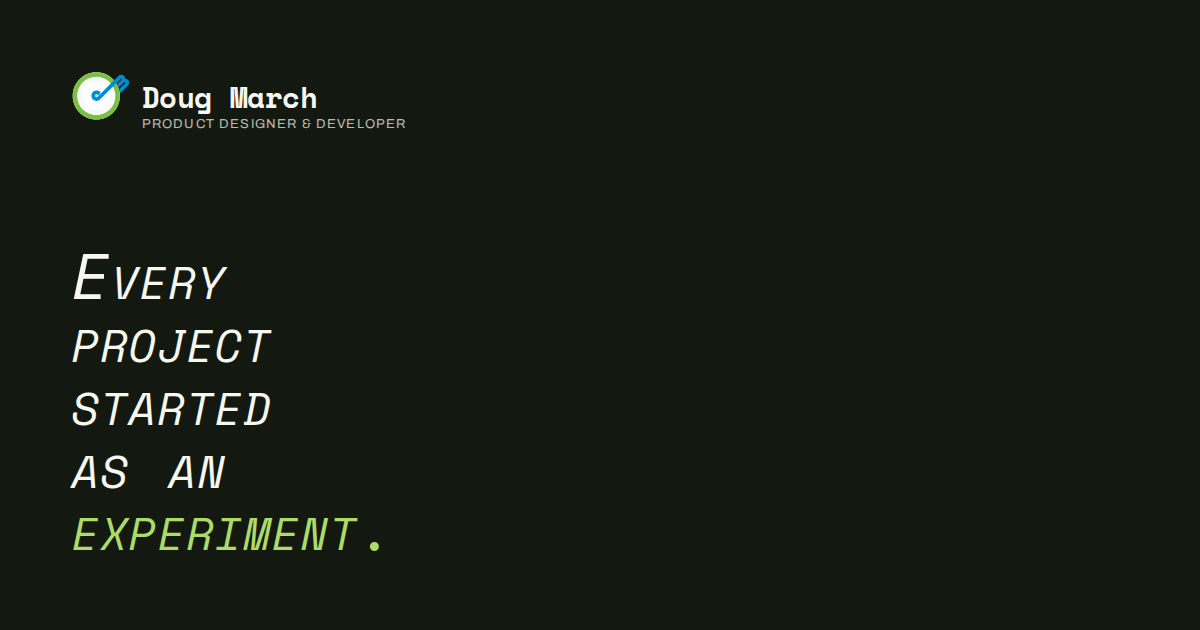 Doug March
PRODUCT DESIGNER & DEVELOPER
EVERY
PROJECT
STARTED
AS AN
EXPERIMENT.